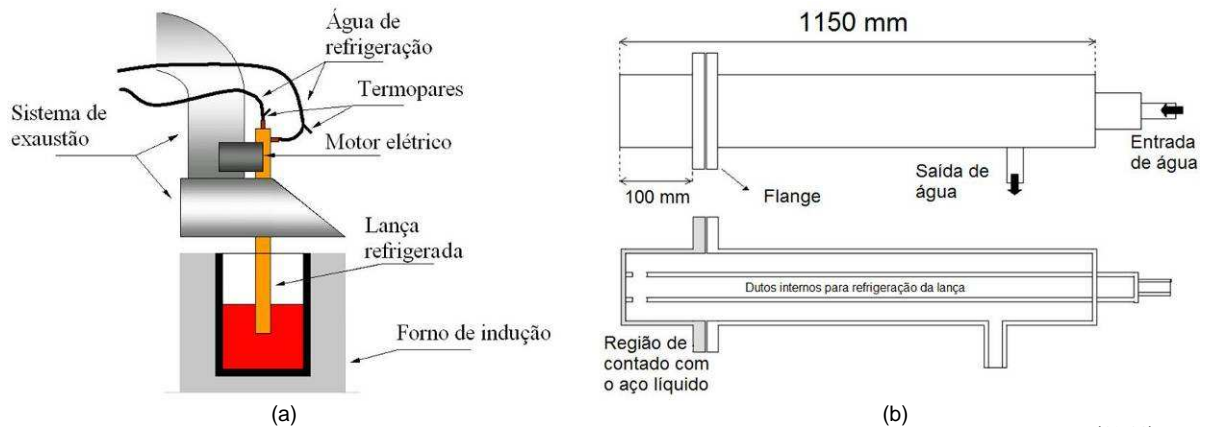 Água de
refrigeração
Termopares
Sistema de
exaustão
Motor elétrico
Lança
refrigerada
Forno de indução
(a)
1150 mm
Entrada
de água
Saída de
água
100 mm
Flange
Dutos internos para refrigeração da lança
Região de
contado com
o aço líquido
(b)